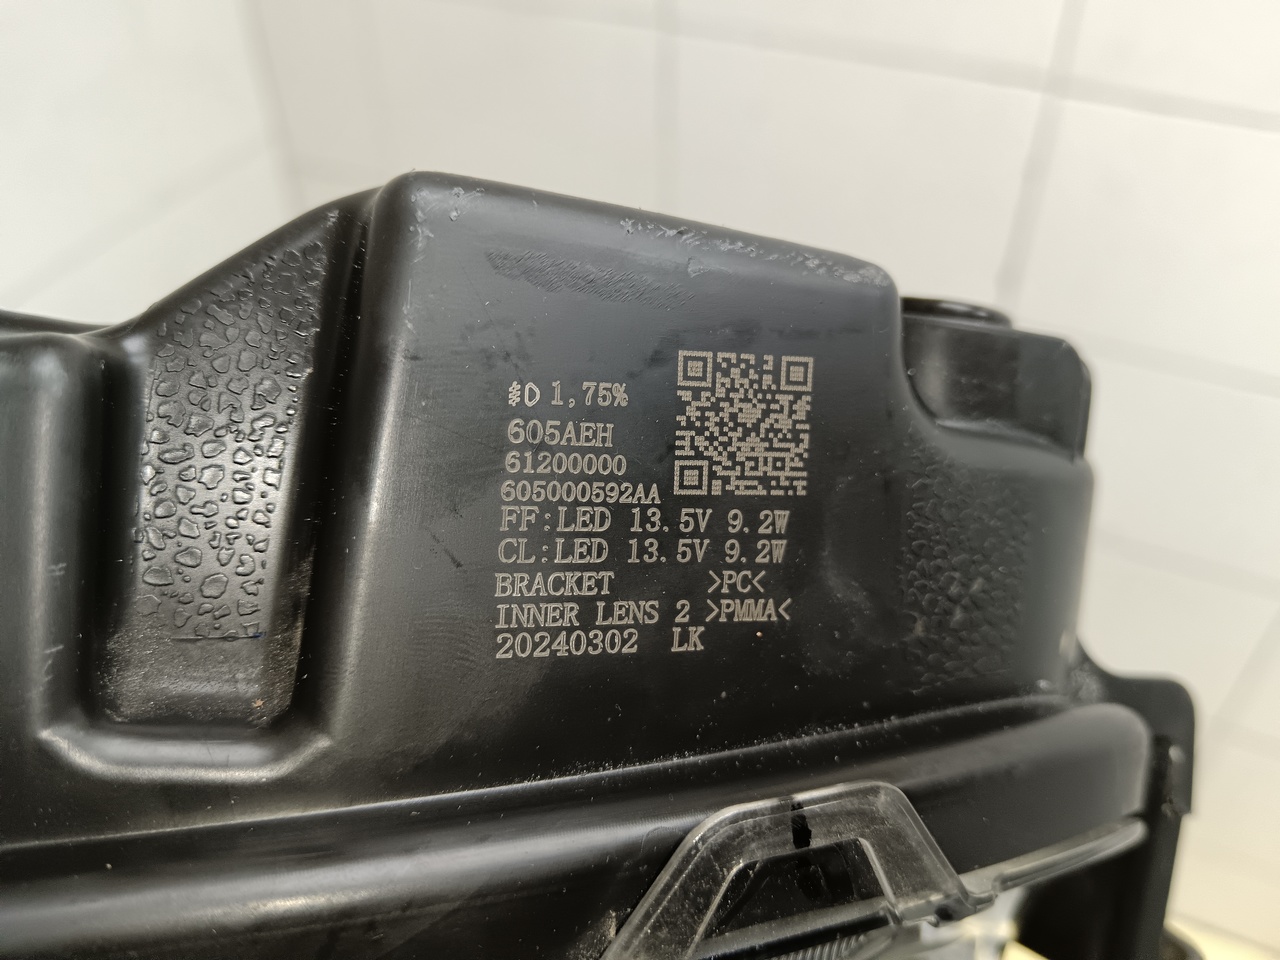 1,75%
605AEH
61200000
605000592AA
FF:LED 13.5V 9.2W
CL:LED 13.5V 9.2W
BRACKET >PC<
INNER LENS 2 >PMMA<
20240302 LK